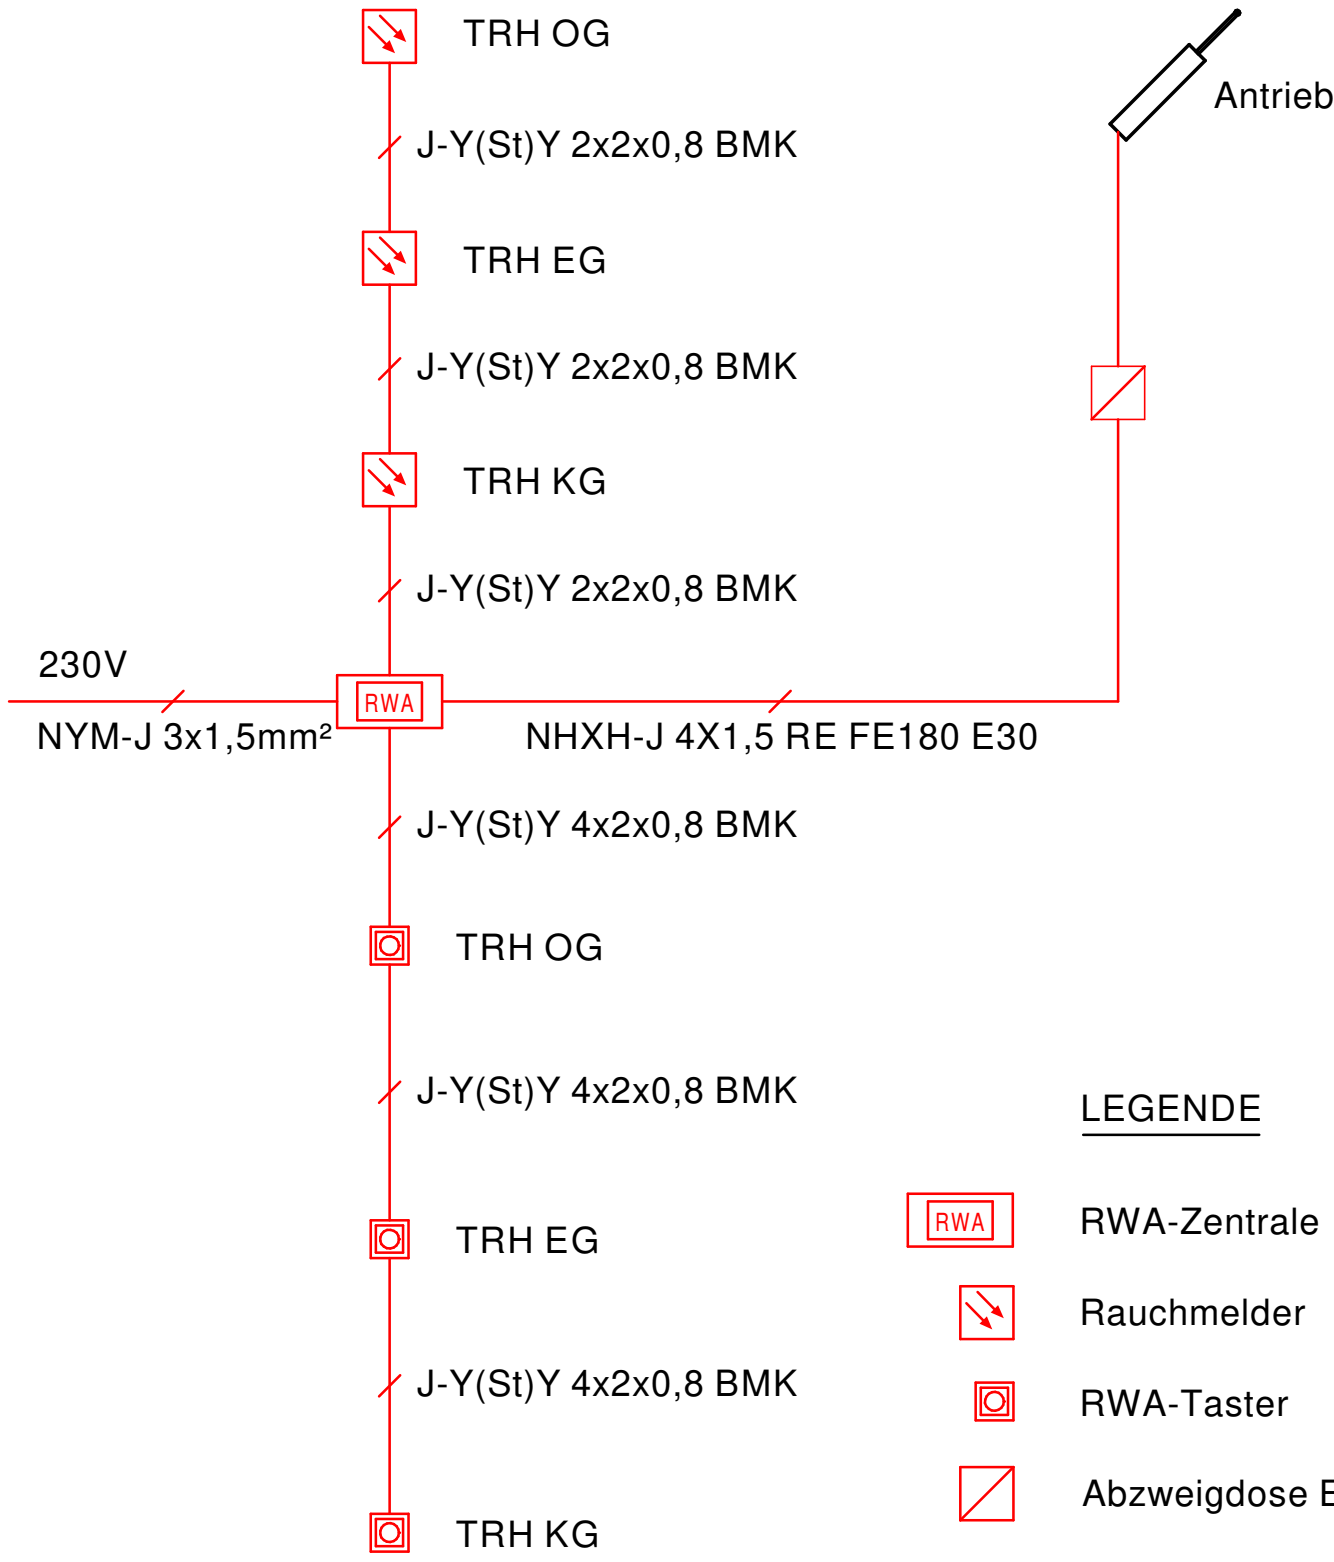 TRH OG
Antrieb
J-Y(St)Y 2x2x0,8 BMK
TRH EG
J-Y(St)Y 2x2x0,8 BMK
TRH KG
J-Y(St)Y 2x2x0,8 BMK
230V
RWA
NYM-J 3x1,5mm²
NHXH-J 4X1,5 RE FE180 E30
J-Y(St)Y 4x2x0,8 BMK
TRH OG
J-Y(St)Y 4x2x0,8 BMK
TRH EG
J-Y(St)Y 4x2x0,8 BMK
TRH KG
LEGENDE
RWA
RWA-Zentrale
Rauchmelder
RWA-Taster
Abzweigdose